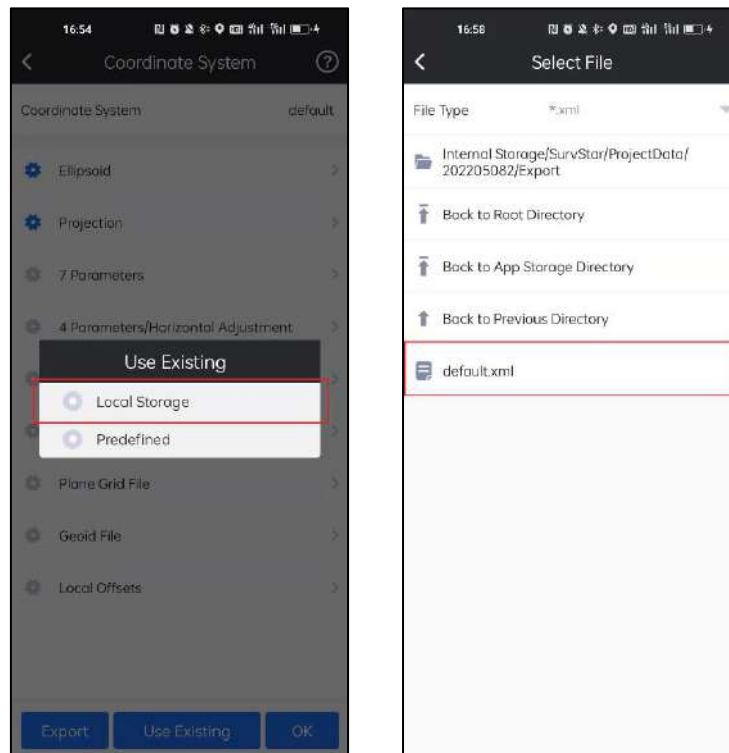 16:54
Coordinate System
Coordinate System default
Ellipsoid
Projection
7 Parameters
4 Parameters/Horizontal Adjustment
Use Existing
Local Storage
Predefined
Plane Grid File
Geoid File
Local Offsets
Export Use Existing OK
16:58
Select File
File Type *.xml
Internal Storage/SurvStar/ProjectData/
202205082/Export
Back to Root Directory
Back to App Storage Directory
Back to Previous Directory
default.xml